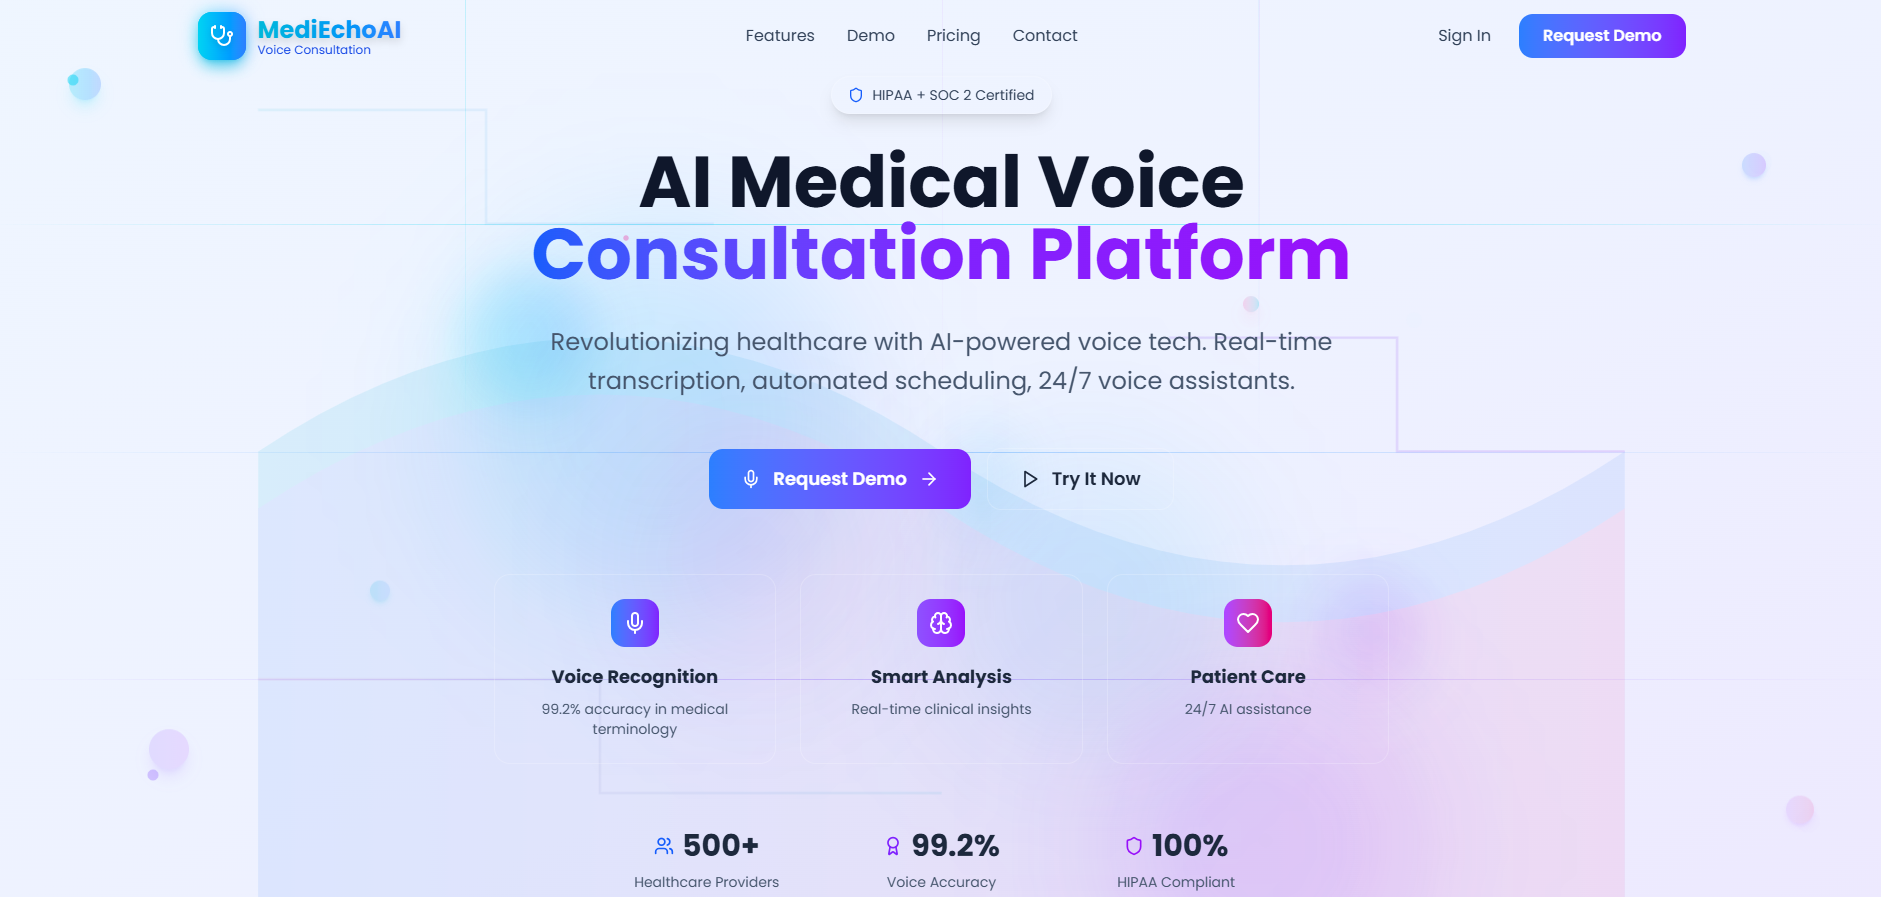 MediEchoAI
Voice Consultation
Features
Demo
Pricing
Contact
Sign In
Request Demo
HIPAA + SOC 2 Certified
AI Medical Voice
Consultation Platform
Revolutionizing healthcare with AI-powered voice tech. Real-time
transcription, automated scheduling, 24/7 voice assistants.
Request Demo
Try It Now
Voice Recognition
99.2% accuracy in medical
terminology
Smart Analysis
Real-time clinical insights
Patient Care
24/7 AI assistance
500+
Healthcare Providers
99.2%
Voice Accuracy
100%
HIPAA Compliant